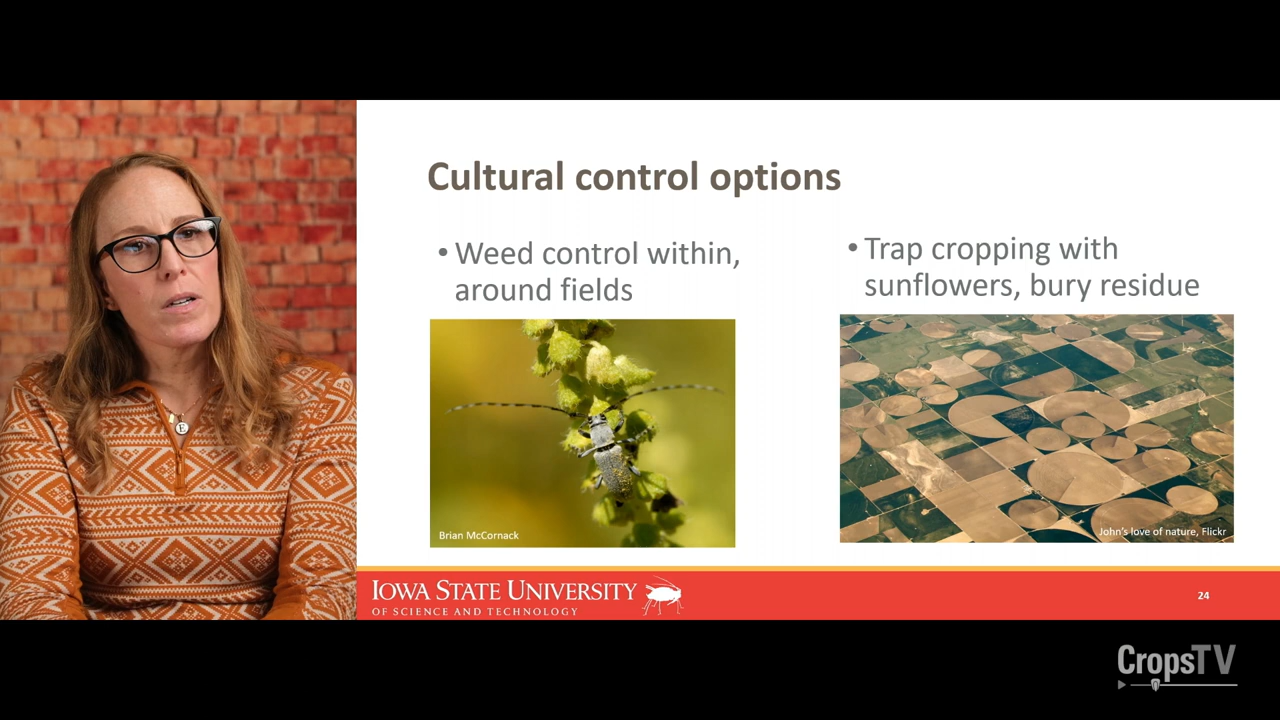 Cultural control options
• Weed control within,
around fields
• Trap cropping with
sunflowers, bury residue
Brian McCornack
John's love of nature, Flickr
IOWA STATE UNIVERSITY
OF SCIENCE AND TECHNOLOGY
24
CropsTV
E